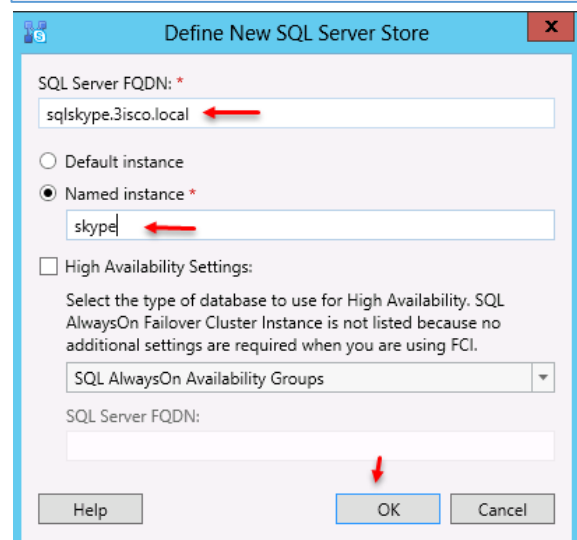 Define New SQL Server Store
x
SQL Server FQDN: *
sqlskype.3isco.local
Default instance
Named instance *
skype
High Availability Settings:
Select the type of database to use for High Availability. SQL
AlwaysOn Failover Cluster Instance is not listed because no
additional settings are required when you are using FCI.
SQL AlwaysOn Availability Groups
SQL Server FQDN:
Help
OK
Cancel